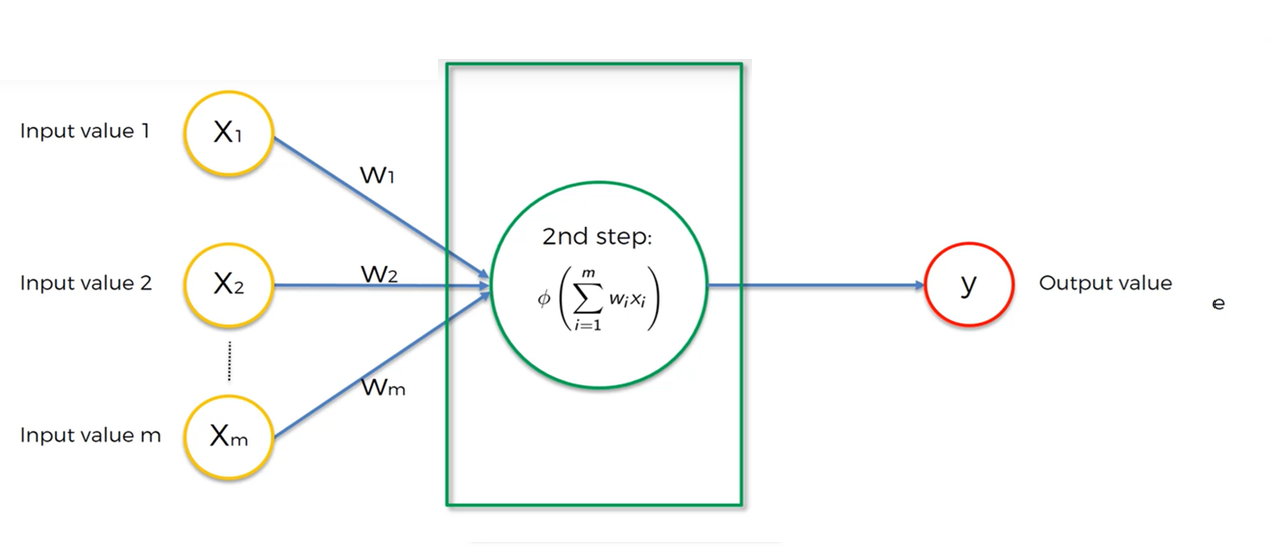 Input value 1
X1
W1
Input value 2
X2
W2
Input value m
Xm
Wm
2nd step:
ϕ(∑ᵢ₌₁ᵐ wᵢxᵢ)
y
Output value
e